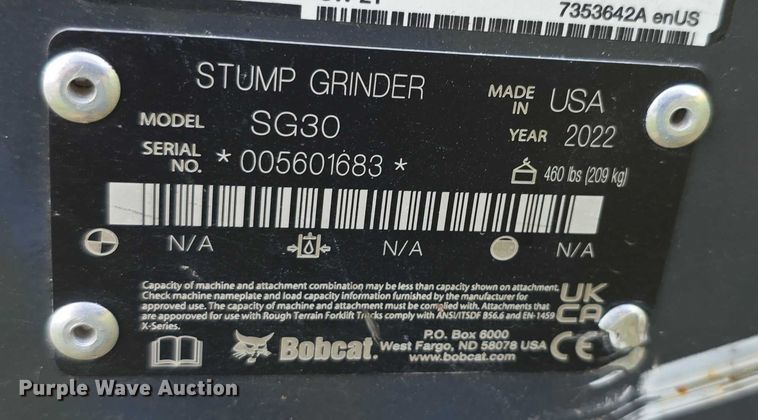 7353642A enUS
STUMP GRINDER
MADE IN USA
MODEL SG30
YEAR 2022
SERIAL NO. *005601683*
460 lbs (209 kg)
N/A N/A N/A
Capacity of machine and attachment combination may be less than capacity shown on attachment.
Check machine nameplate and load capacity information furnished by the manufacturer for
approved use. The machine and attachment must be compiled with. Attachments that
are approved for use with Rough Terrain Forklift Trucks comply with ANSI/ITSDF B56.6 and EN-1459
X-Series.
UK
CA
Bobcat.
P.O. Box 6000
West Fargo, ND 58078 USA
www.bobcat.com
CE
Purple Wave Auction